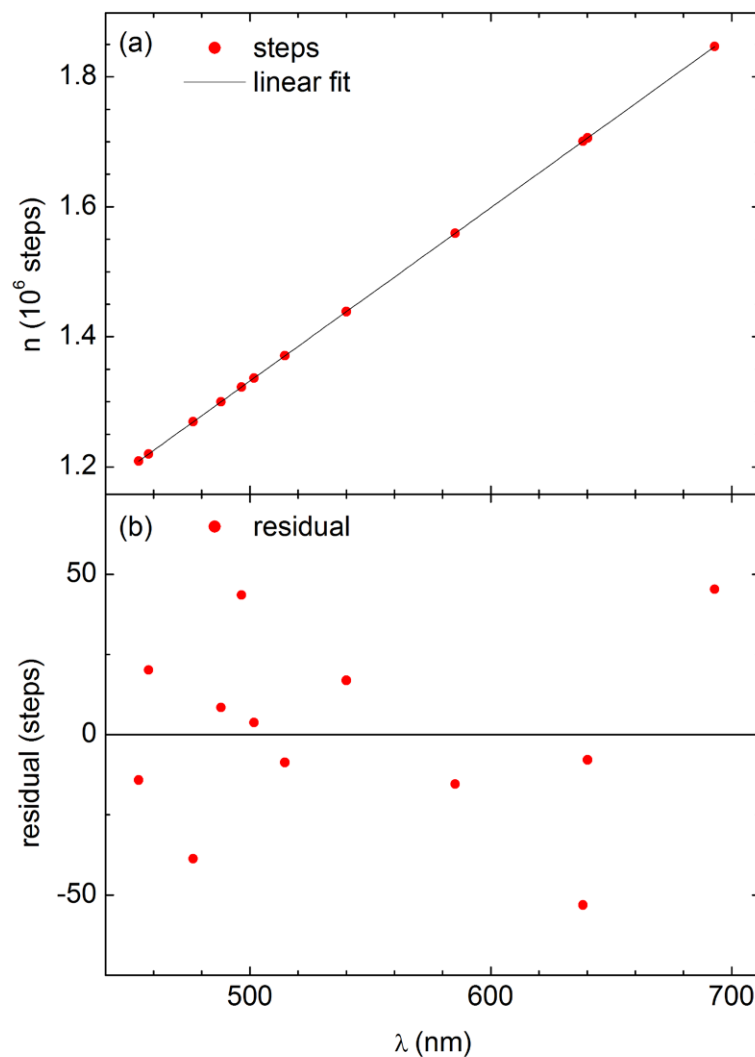 (a)
steps
linear fit
1.8
1.6
1.4
1.2
n (10⁶ steps)
(b)
residual
50
0
-50
residual (steps)
500
600
700
λ (nm)